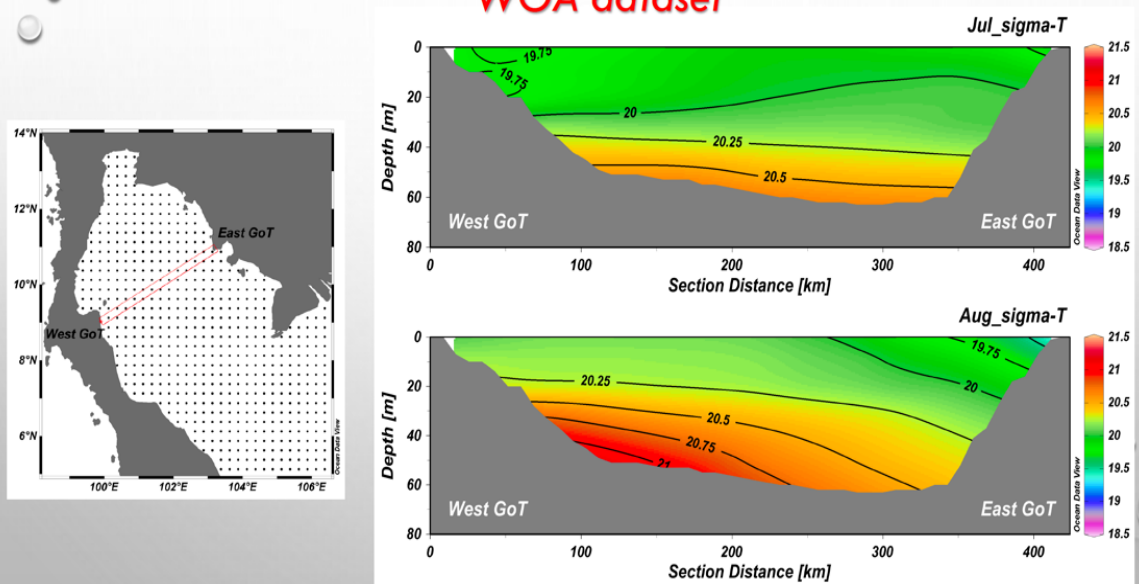 WOA dataset
14°N
12°N
10°N
8°N
6°N
100°E 102°E 104°E 106°E
East GoT
West GoT
Ocean Data View
Jul_sigma-T
0
20
40
60
80
Depth [m]
19.75
19.75
20
20.25
20.5
West GoT East GoT
0 100 200 300 400
Section Distance [km]
21.5
21
20.5
20
19.5
19
18.5
Ocean Data View
Aug_sigma-T
0
20
40
60
80
Depth [m]
19.75
20
20.25
20.5
20.75
21
West GoT East GoT
0 100 200 300 400
Section Distance [km]
21.5
21
20.5
20
19.5
19
18.5
Ocean Data View